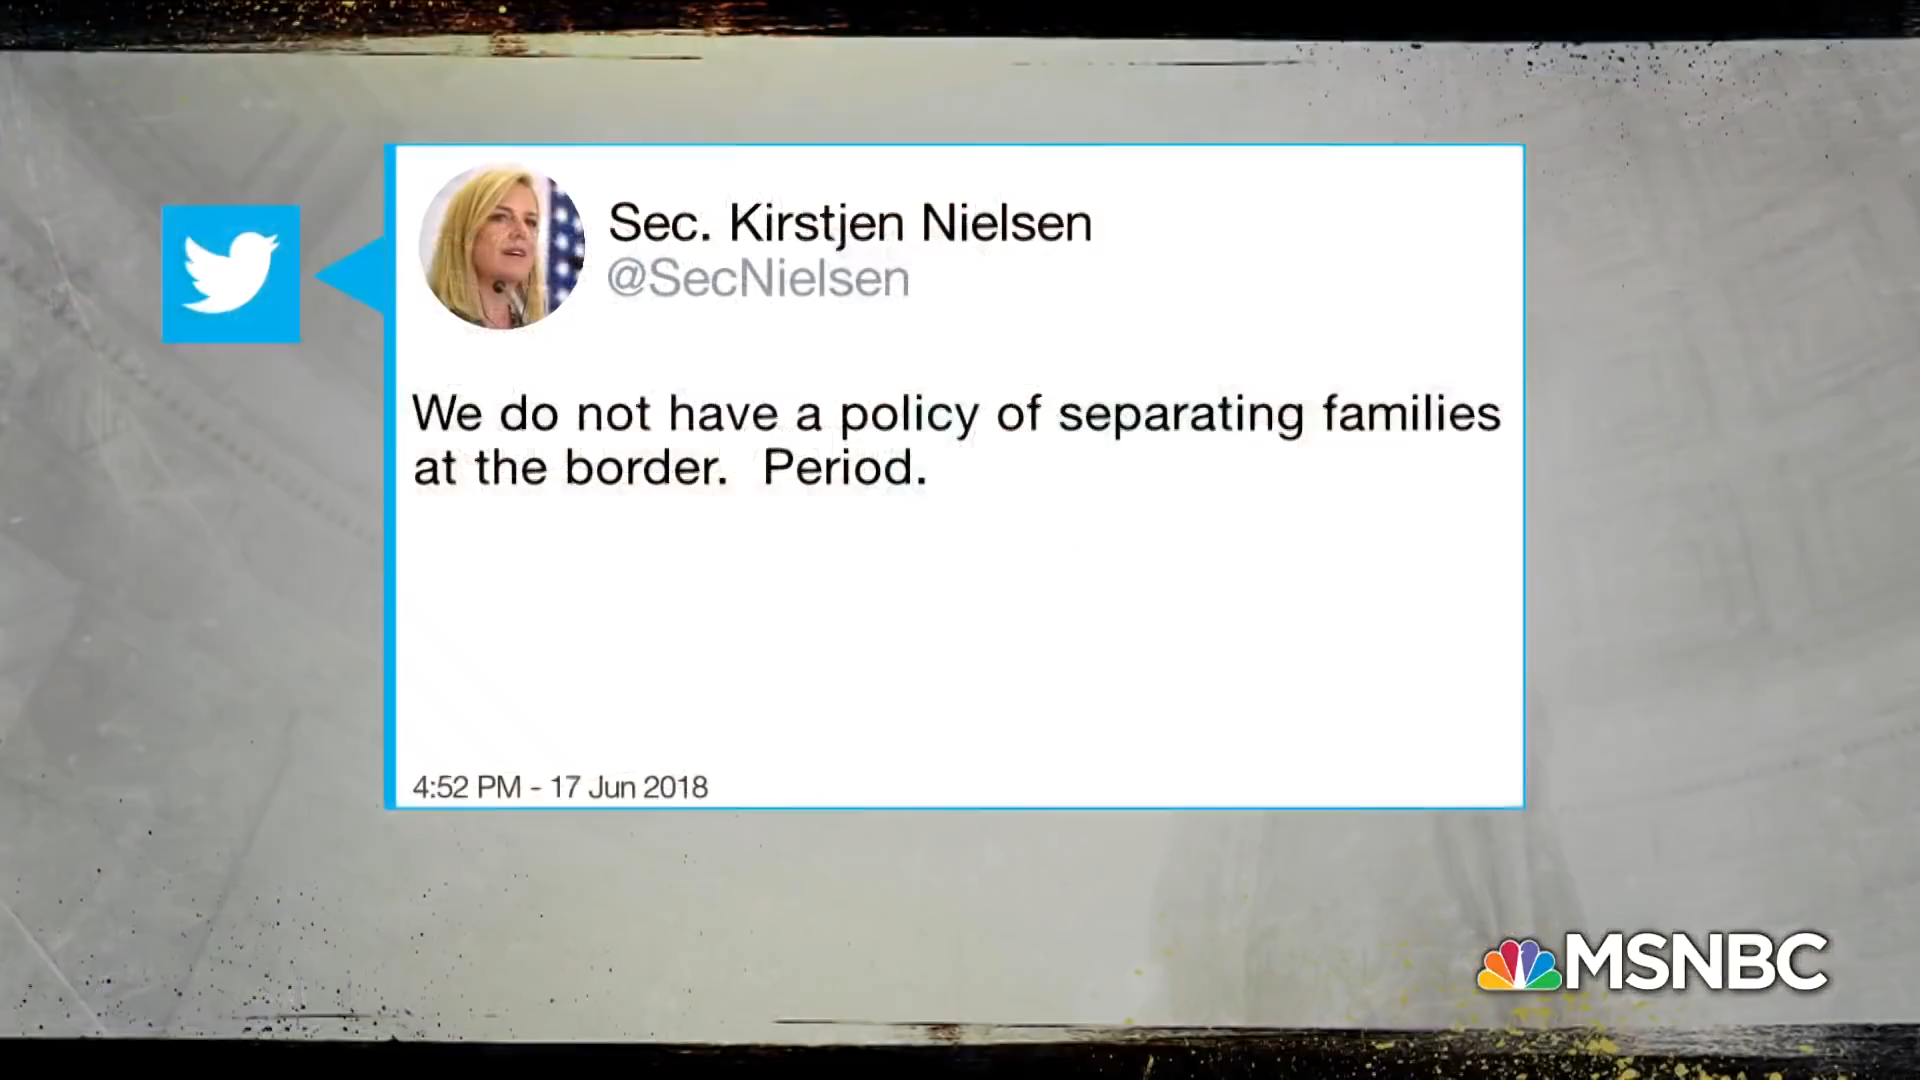 Sec. Kirstjen Nielsen
@SecNielsen
We do not have a policy of separating families
at the border.  Period.
4:52 PM - 17 Jun 2018
MSNBC